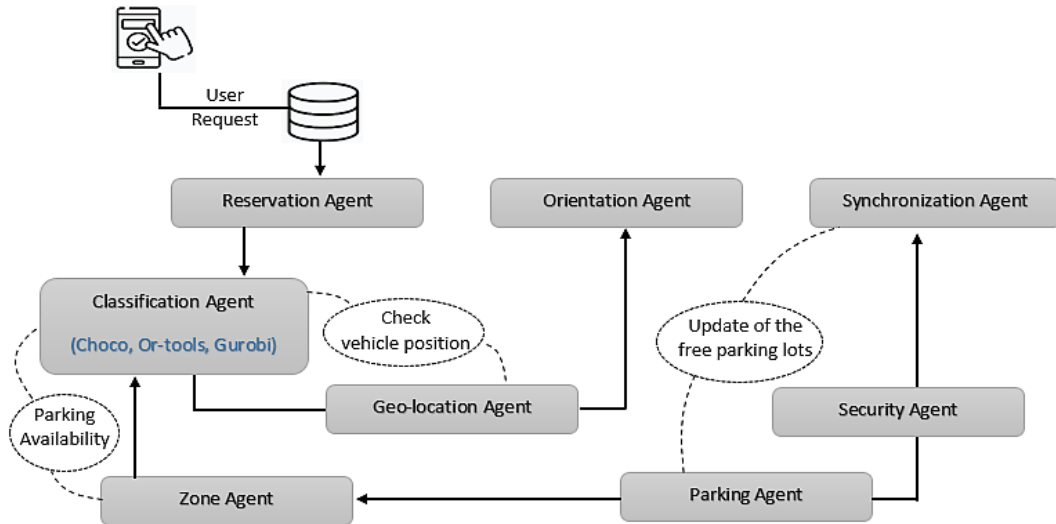 User
Request
Reservation Agent
Orientation Agent
Synchronization Agent
Classification Agent
(Choco, Or-tools, Gurobi)
Check
vehicle position
Update of the
free parking lots
Geo-location Agent
Security Agent
Parking
Availability
Zone Agent
Parking Agent